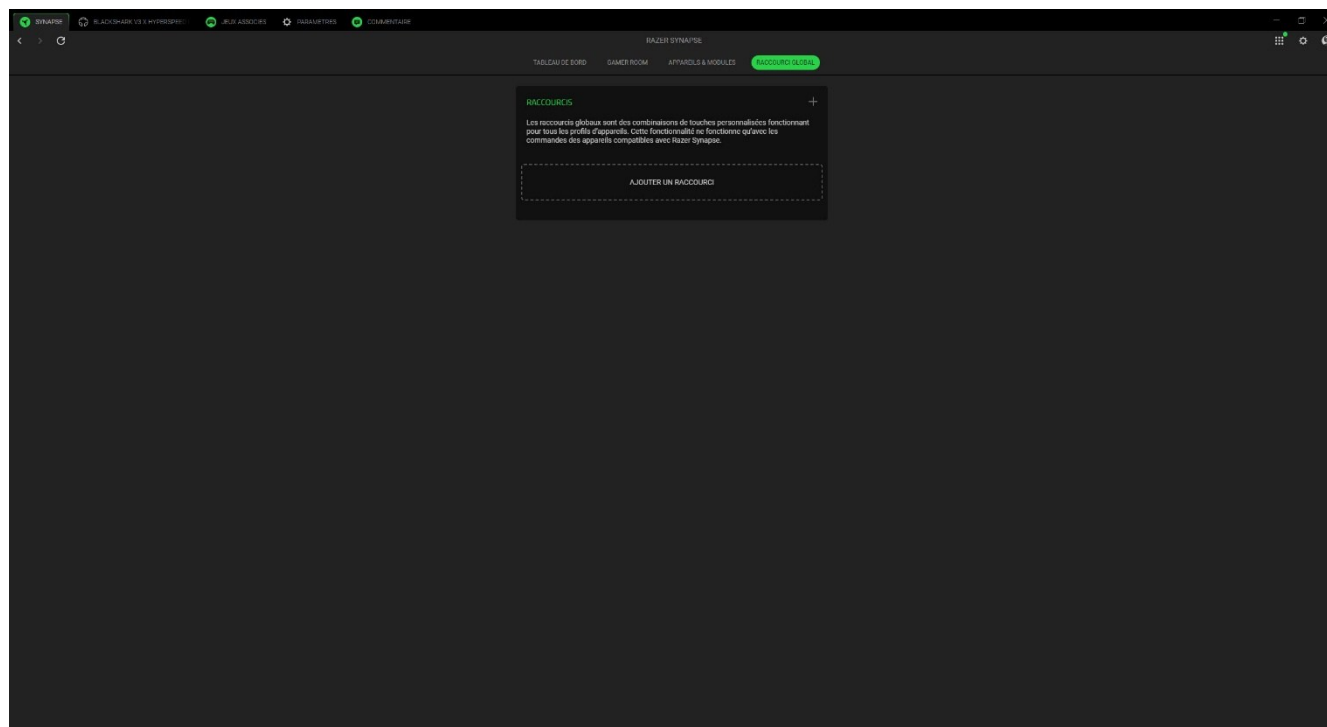 SYNAPSE
BLACKSHARK V3 X HYPERSPEED
JEUX ASSOCIÉS
PARAMÈTRES
COMMENTAIRE
RAZER SYNAPSE
TABLEAU DE BORD
GAMER ROOM
APPAREILS & MODULES
RACCOURCI GLOBAL
RACCOURCIS
Les raccourcis globaux sont des combinaisons de touches personnalisées fonctionnant
pour tous les profils d'appareils. Cette fonctionnalité ne fonctionne qu'avec les
commandes des appareils compatibles avec Razer Synapse.
AJOUTER UN RACCOURCI